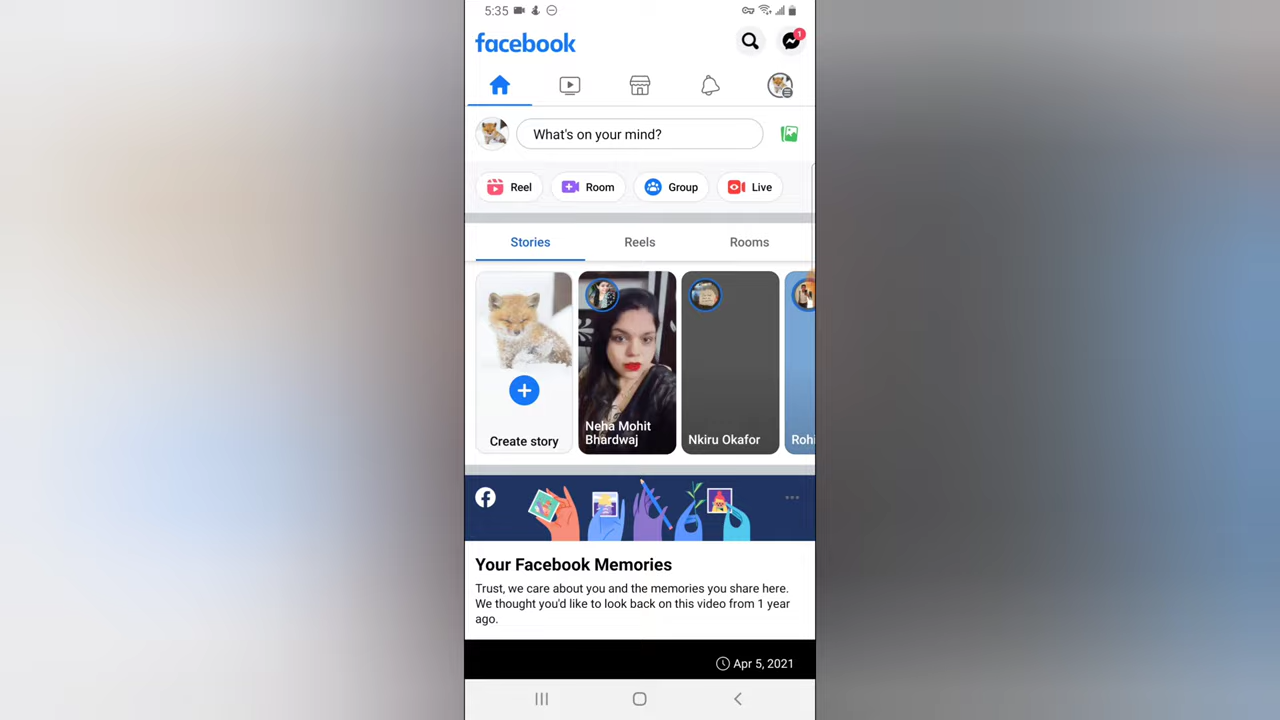 5:35
facebook
1
What's on your mind?
Reel
Room
Group
Live
Stories
Reels
Rooms
Create story
Neha Mohit
Bhardwaj
Nkiru Okafor
Rohi
Your Facebook Memories
Trust, we care about you and the memories you share here.
We thought you'd like to look back on this video from 1 year
ago.
Apr 5, 2021